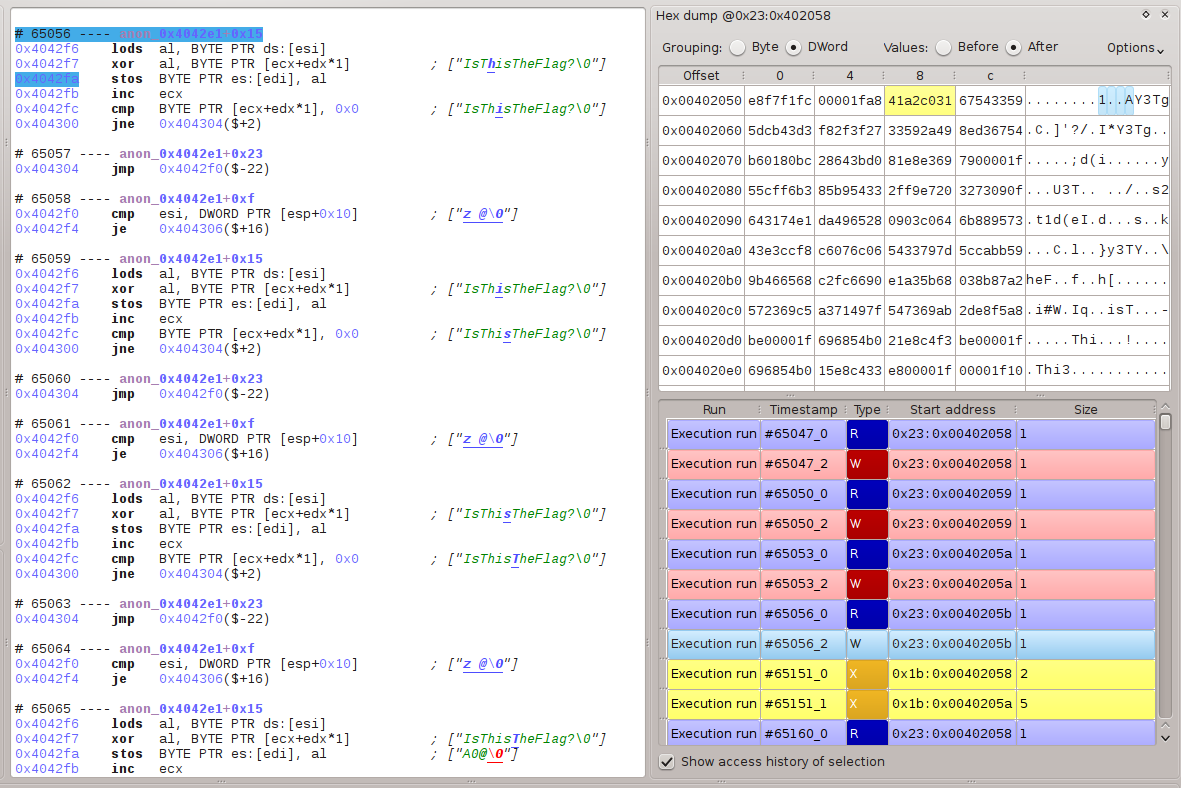 # 65056 ---- anon_0x4042e1+0x15
0x4042f6 lods al, BYTE PTR ds:[esi]
0x4042f7 xor al, BYTE PTR [ecx+edx*1] ; ["IsThisTheFlag?\0"]
0x4042fa stos BYTE PTR es:[edi], al
0x4042fb inc ecx
0x4042fc cmp BYTE PTR [ecx+edx*1], 0x0 ; ["IsThisTheFlag?\0"]
0x404300 jne 0x404304($+2)
# 65057 ---- anon_0x4042e1+0x23
0x404304 jmp 0x4042f0($-22)
# 65058 ---- anon_0x4042e1+0xf
0x4042f0 cmp esi, DWORD PTR [esp+0x10] ; ["z @\0"]
0x4042f4 je 0x404306($+16)
# 65059 ---- anon_0x4042e1+0x15
0x4042f6 lods al, BYTE PTR ds:[esi]
0x4042f7 xor al, BYTE PTR [ecx+edx*1] ; ["IsThisTheFlag?\0"]
0x4042fa stos BYTE PTR es:[edi], al
0x4042fb inc ecx
0x4042fc cmp BYTE PTR [ecx+edx*1], 0x0 ; ["IsThisTheFlag?\0"]
0x404300 jne 0x404304($+2)
# 65060 ---- anon_0x4042e1+0x23
0x404304 jmp 0x4042f0($-22)
# 65061 ---- anon_0x4042e1+0xf
0x4042f0 cmp esi, DWORD PTR [esp+0x10] ; ["z @\0"]
0x4042f4 je 0x404306($+16)
# 65062 ---- anon_0x4042e1+0x15
0x4042f6 lods al, BYTE PTR ds:[esi]
0x4042f7 xor al, BYTE PTR [ecx+edx*1] ; ["IsThisTheFlag?\0"]
0x4042fa stos BYTE PTR es:[edi], al
0x4042fb inc ecx
0x4042fc cmp BYTE PTR [ecx+edx*1], 0x0 ; ["IsThisTheFlag?\0"]
0x404300 jne 0x404304($+2)
# 65063 ---- anon_0x4042e1+0x23
0x404304 jmp 0x4042f0($-22)
# 65064 ---- anon_0x4042e1+0xf
0x4042f0 cmp esi, DWORD PTR [esp+0x10] ; ["z @\0"]
0x4042f4 je 0x404306($+16)
# 65065 ---- anon_0x4042e1+0x15
0x4042f6 lods al, BYTE PTR ds:[esi]
0x4042f7 xor al, BYTE PTR [ecx+edx*1] ; ["IsThisTheFlag?\0"]
0x4042fa stos BYTE PTR es:[edi], al ; ["A0@\0"]
0x4042fb inc ecx
Hex dump @0x23:0x402058
Grouping: Byte DWord Values: Before After Options
Offset 0 4 8 c
0x00402050 e8f7f1fc 00001fa8 41a2c031 67543359 ........1..AY3Tg
0x00402060 5dcb43d3 f82f3f27 33592a49 8ed36754 .C.]'?/.I*Y3Tg..
0x00402070 b60180bc 28643bd0 81e8e369 7900001f .....;d(i......y
0x00402080 55cff6b3 85b95433 2ff9e720 3273090f ...U3T.. ../..s2
0x00402090 643174e1 da496528 0903c064 6b889573 .t1d(eI.d...s..k
0x004020a0 43e3ccf8 c6076c06 5433797d 5ccabb59 ...C.l..}y3TY..\
0x004020b0 9b466568 c2fc6690 e1a35b68 038b87a2 heF..f..h[......
0x004020c0 572369c5 a371497f 547369ab 2de8f5a8 .i#W.Iq..isT...-
0x004020d0 be00001f 696854b0 21e8c4f3 be00001f .....Thi...!....
0x004020e0 696854b0 15e8c433 e800001f 00001f10 .Thi3...........
Run Timestamp Type Start address Size
Execution run #65047_0 R 0x23:0x00402058 1
Execution run #65047_2 W 0x23:0x00402058 1
Execution run #65050_0 R 0x23:0x00402059 1
Execution run #65050_2 W 0x23:0x00402059 1
Execution run #65053_0 R 0x23:0x0040205a 1
Execution run #65053_2 W 0x23:0x0040205a 1
Execution run #65056_0 R 0x23:0x0040205b 1
Execution run #65056_2 W 0x23:0x0040205b 1
Execution run #65151_0 X 0x1b:0x00402058 2
Execution run #65151_1 X 0x1b:0x0040205a 5
Execution run #65160_0 R 0x23:0x00402058 1
Show access history of selection